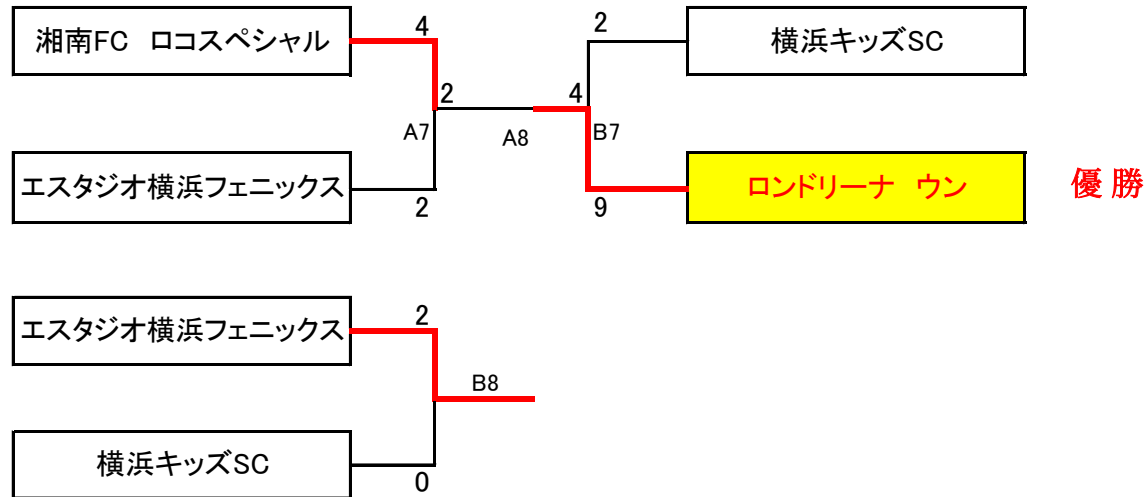 4
2
湘南FC ロコスペシャル
横浜キッズSC
2
4
A7
A8
B7
エスタジオ横浜フェニックス
ロンドリーナ ウン
優勝
2
9
エスタジオ横浜フェニックス
2
B8
横浜キッズSC
0